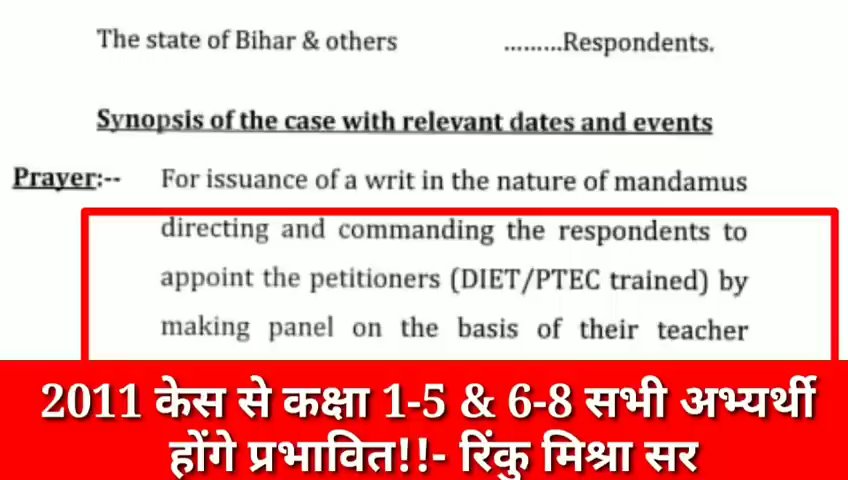 The state of Bihar & others .........Respondents.
Synopsis of the case with relevant dates and events
Prayer:-- For issuance of a writ in the nature of mandamus
directing and commanding the respondents to
appoint the petitioners (DIET/PTEC trained) by
making panel on the basis of their teacher
2011 केस से कक्षा 1-5 & 6-8 सभी अभ्यर्थी
होंगे प्रभावित!!- रिंकु मिश्रा सर